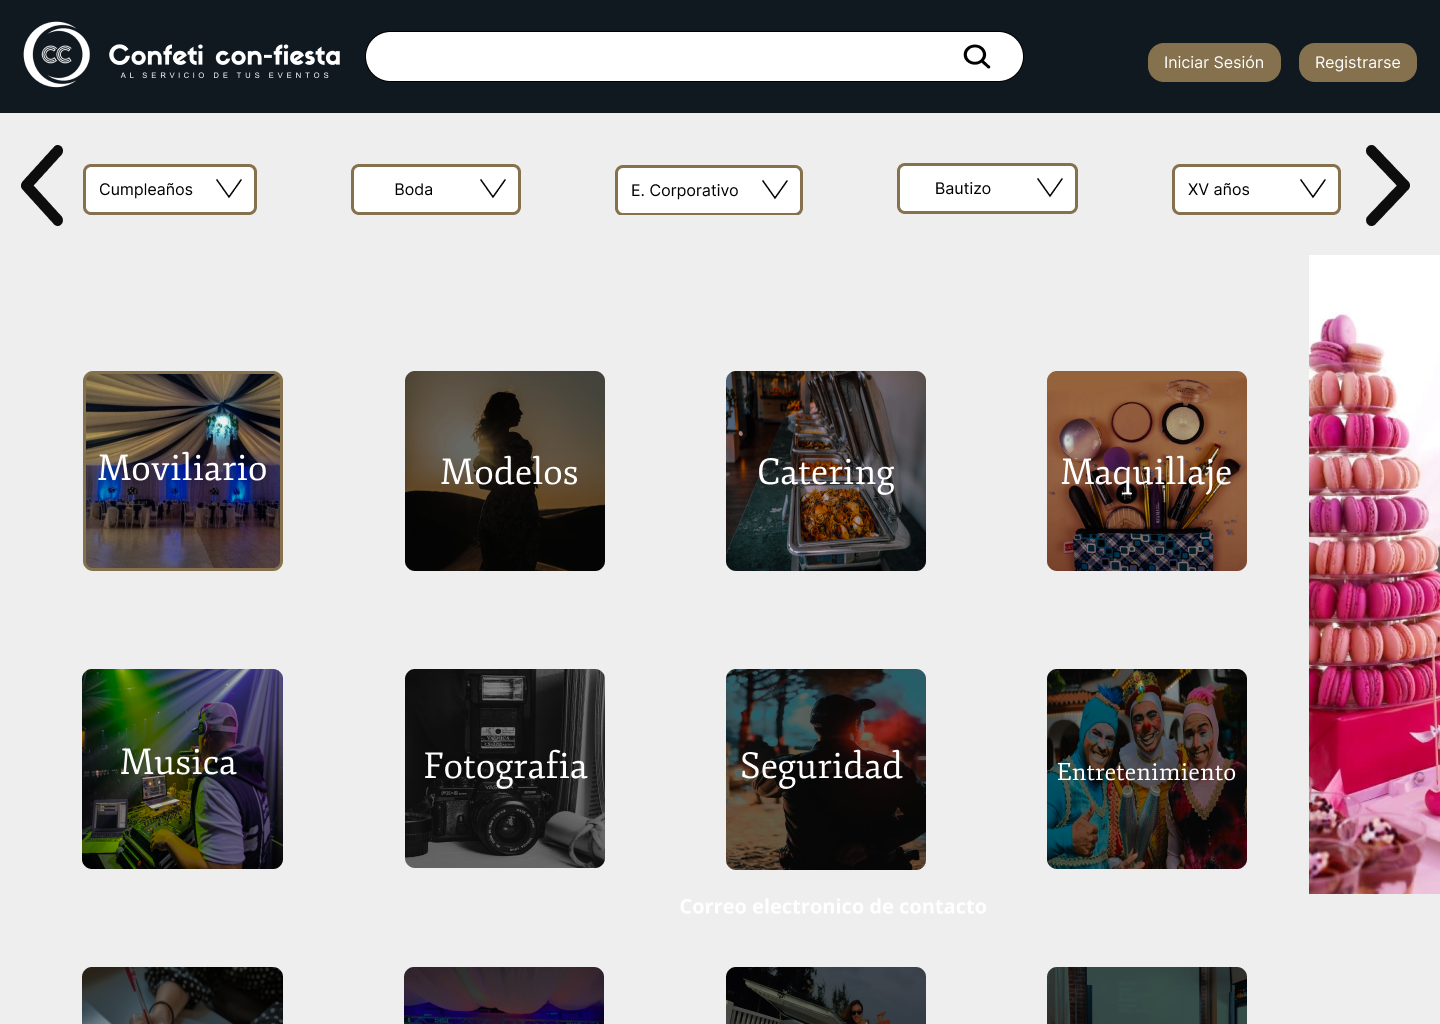 CC
Confeti con-fiesta
AL SERVICIO DE TUS EVENTOS
Iniciar Sesión
Registrarse
Cumpleaños
Boda
E. Corporativo
Bautizo
XV años
Moviliario
Modelos
Catering
Maquillaje
Musica
Fotografia
Seguridad
Entretenimiento
Correo electronico de contacto